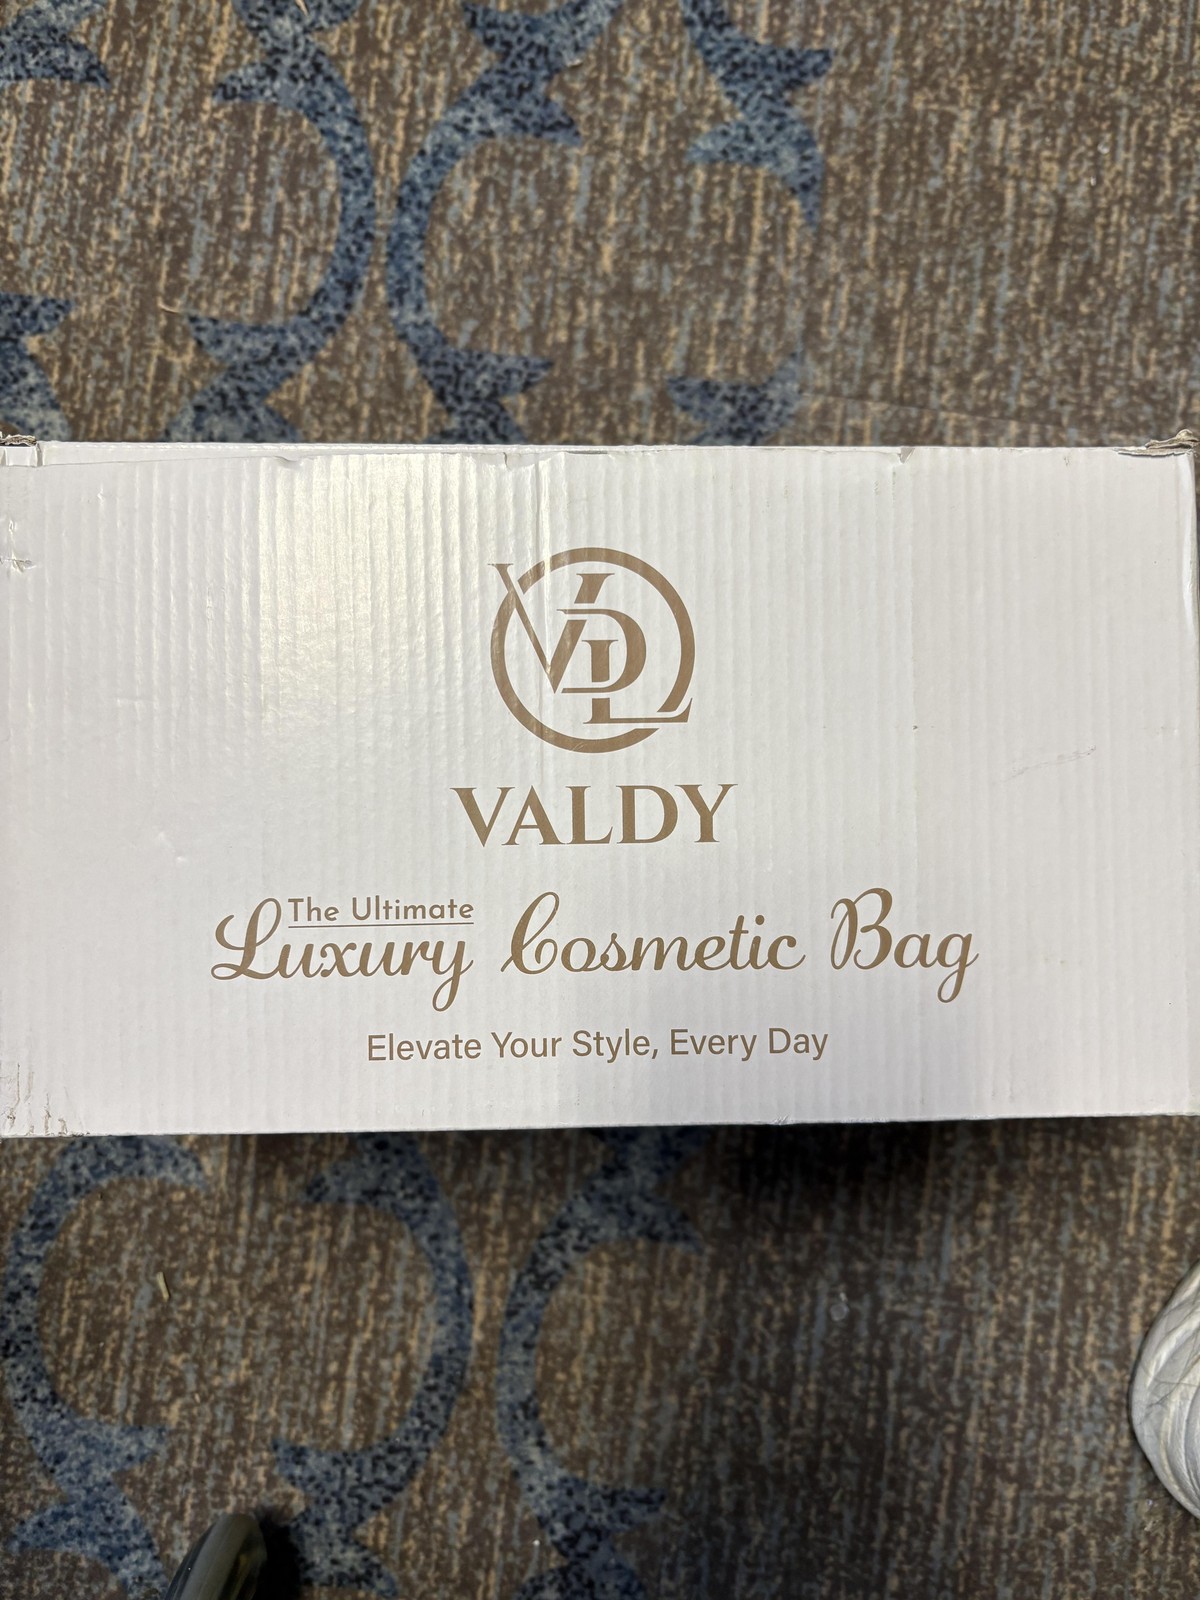 VDL
VALDY
The Ultimate
Luxury Cosmetic Bag
Elevate Your Style, Every Day